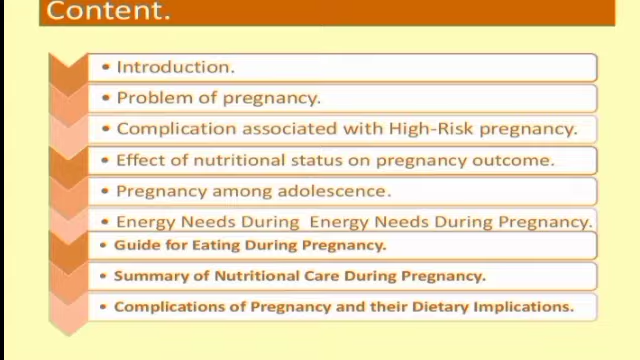 Content.
• Introduction.
• Problem of pregnancy.
• Complication associated with High-Risk pregnancy.
• Effect of nutritional status on pregnancy outcome.
• Pregnancy among adolescence.
• Energy Needs During Energy Needs During Pregnancy.
• Guide for Eating During Pregnancy.
• Summary of Nutritional Care During Pregnancy.
• Complications of Pregnancy and their Dietary Implications.